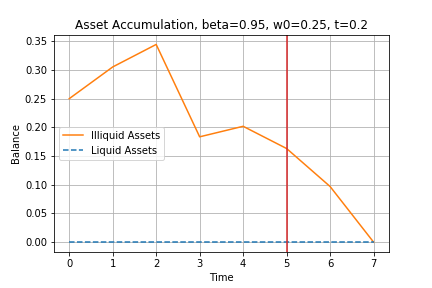 Asset Accumulation, beta=0.95, w0=0.25, t=0.2
0.35
0.30
0.25
0.20
0.15
0.10
0.05
0.00
Balance
Illiquid Assets
Liquid Assets
0 1 2 3 4 5 6 7
Time